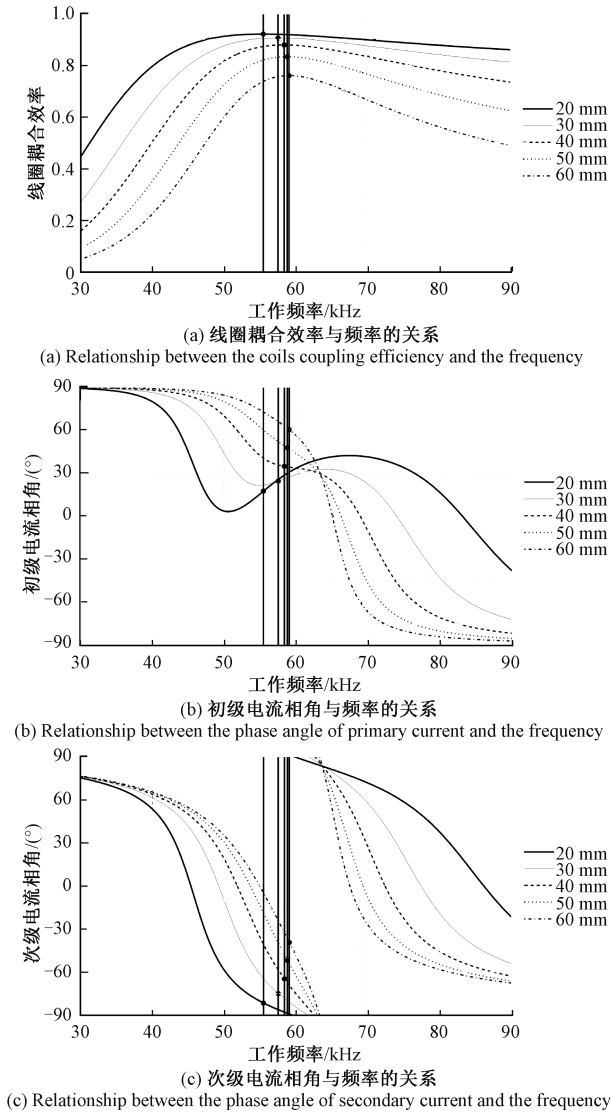 1.0
0.8
0.6
0.4
0.2
0
线圈耦合效率
30 40 50 60 70 80 90
工作频率/kHz
20 mm
30 mm
40 mm
50 mm
60 mm
(a) 线圈耦合效率与频率的关系
(a) Relationship between the coils coupling efficiency and the frequency
90
60
30
0
−30
−60
−90
初级电流相角/(°)
30 40 50 60 70 80 90
工作频率/kHz
20 mm
30 mm
40 mm
50 mm
60 mm
(b) 初级电流相角与频率的关系
(b) Relationship between the phase angle of primary current and the frequency
90
60
30
0
−30
−60
−90
次级电流相角/(°)
30 40 50 60 70 80 90
工作频率/kHz
20 mm
30 mm
40 mm
50 mm
60 mm
(c) 次级电流相角与频率的关系
(c) Relationship between the phase angle of secondary current and the frequency